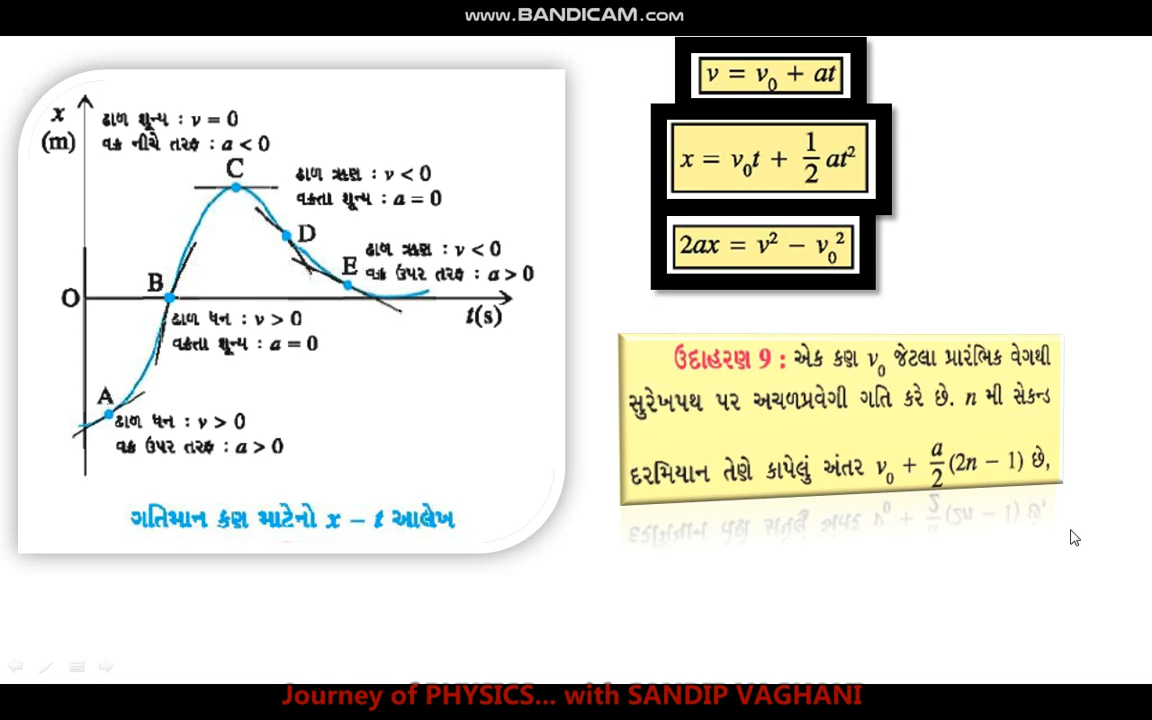 www.BANDICAM.com
x
(m)
ઢાળ શૂન્ય : v = 0
વક્ર નીચે તરફ : a < 0
C
ઢાળ ઋણ : v < 0
વક્રતા શૂન્ય : a = 0
D
ઢાળ ઋણ : v < 0
વક્ર ઉપર તરફ : a > 0
E
B
O
t(s)
ઢાળ ધન : v > 0
વક્રતા શૂન્ય : a = 0
A
ઢાળ ધન : v > 0
વક્ર ઉપર તરફ : a > 0
ગતિમાન કણ માટેનો x – t આલેખ
v = v₀ + at
x = v₀t + 1/2 at²
2ax = v² – v₀²
ઉદાહરણ 9 : એક કણ v₀ જેટલા પ્રારંભિક વેગથી
સુરેખપથ પર અચળપ્રવેગી ગતિ કરે છે. n મી સેકન્ડ
દરમિયાન તેણે કાપેલું અંતર v₀ + a/2 (2n – 1) છે,
Journey of PHYSICS... with SANDIP VAGHANI